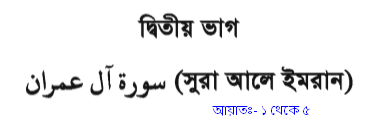 দ্বিতীয় ভাগ
سورة آل عمران (সুরা আলে ইমরান)
আয়াতঃ- ১ থেকে ৫